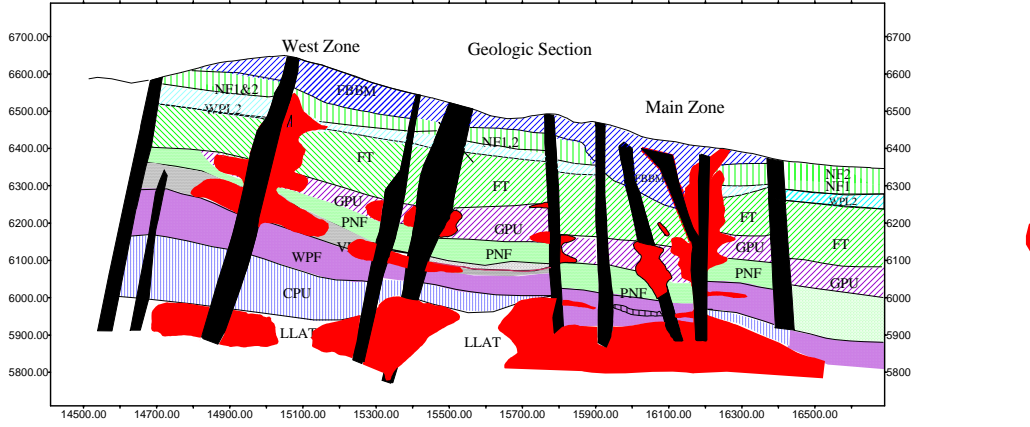 West Zone
Geologic Section
Main Zone
6700.00
6600.00
6500.00
6400.00
6300.00
6200.00
6100.00
6000.00
5900.00
5800.00
6700
6600
6500
6400
6300
6200
6100
6000
5900
5800
NF1&2
FBBM
WPL2
FT
NF1,2
FT
GPU
PNF
GPU
PNF
WPF
CPU
LLAT
LLAT
FBBM
NF2
NF1
WPL2
FT
GPU
FT
PNF
GPU
PNF
14500.00
14700.00
14900.00
15100.00
15300.00
15500.00
15700.00
15900.00
16100.00
16300.00
16500.00